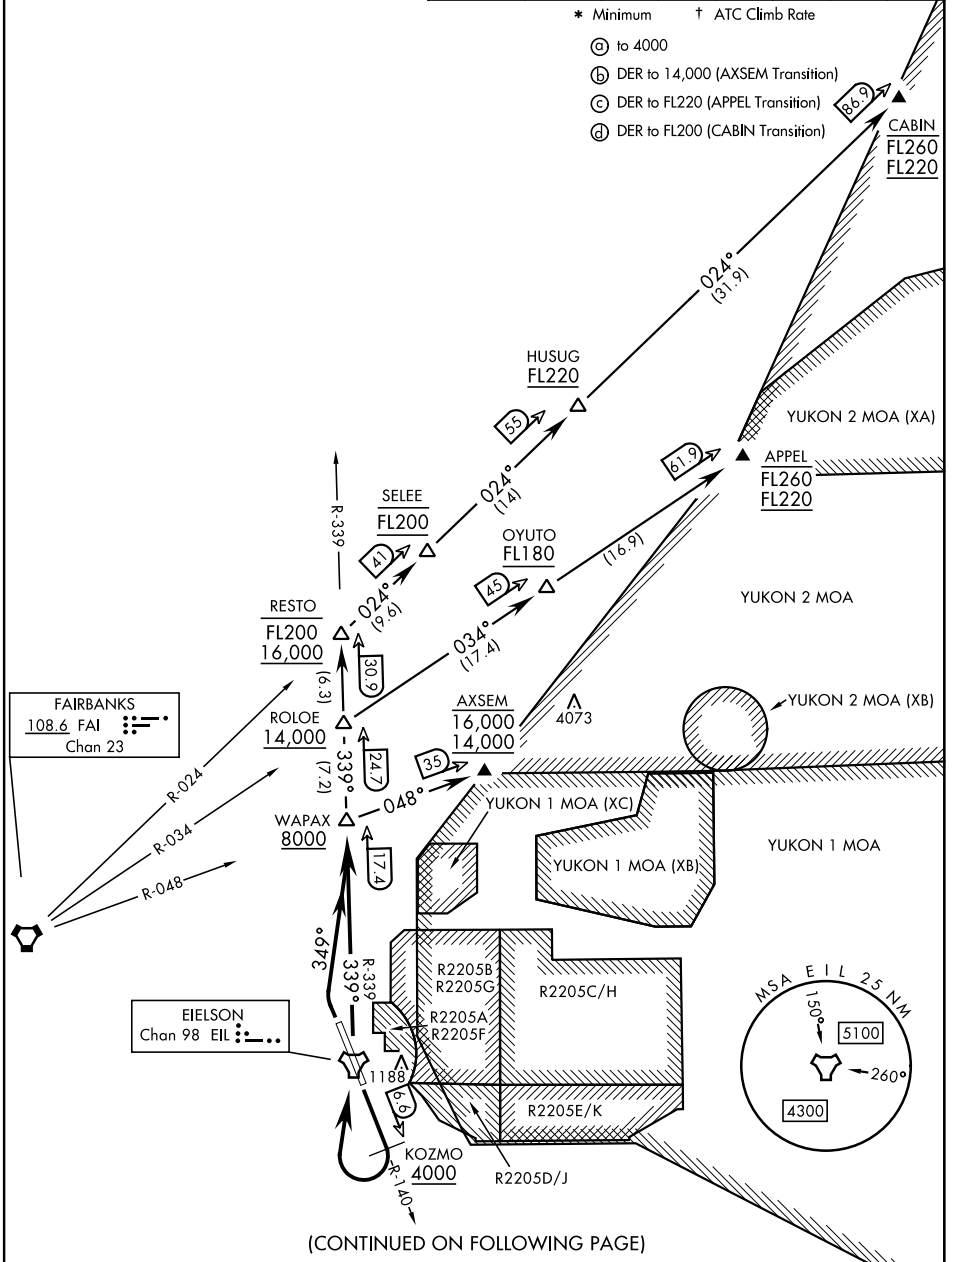 * Minimum † ATC Climb Rate
ⓐ to 4000
ⓑ DER to 14,000 (AXSEM Transition)
ⓒ DER to FL220 (APPEL Transition)
ⓓ DER to FL200 (CABIN Transition)
86.9
CABIN
FL260
FL220
024°
(31.9)
HUSUG
FL220
55
YUKON 2 MOA (XA)
61.9
APPEL
FL260
FL220
024°
(14)
SELEE
FL200
R-339
41
OYUTO
FL180
(16.9)
45
YUKON 2 MOA
RESTO
FL200
16,000
024°
(9.6)
034°
(17.4)
30.9
(6.3)
FAIRBANKS
108.6 FAI
Chan 23
AXSEM
16,000
14,000
4073
YUKON 2 MOA (XB)
ROLOE
14,000
R-024
(7.2)
339°
24.7
35
048°
YUKON 1 MOA (XC)
R-034
WAPAX
8000
17.4
YUKON 1 MOA (XB)
YUKON 1 MOA
R-048
349°
R-339
339°
R2205B
R2205G
R2205C/H
R2205A
R2205F
EIELSON
Chan 98 EIL
1188
6.6
R2205E/K
MSA EIL 25 NM
150°
5100
260°
4300
KOZMO
4000
R-140
R2205D/J
(CONTINUED ON FOLLOWING PAGE)